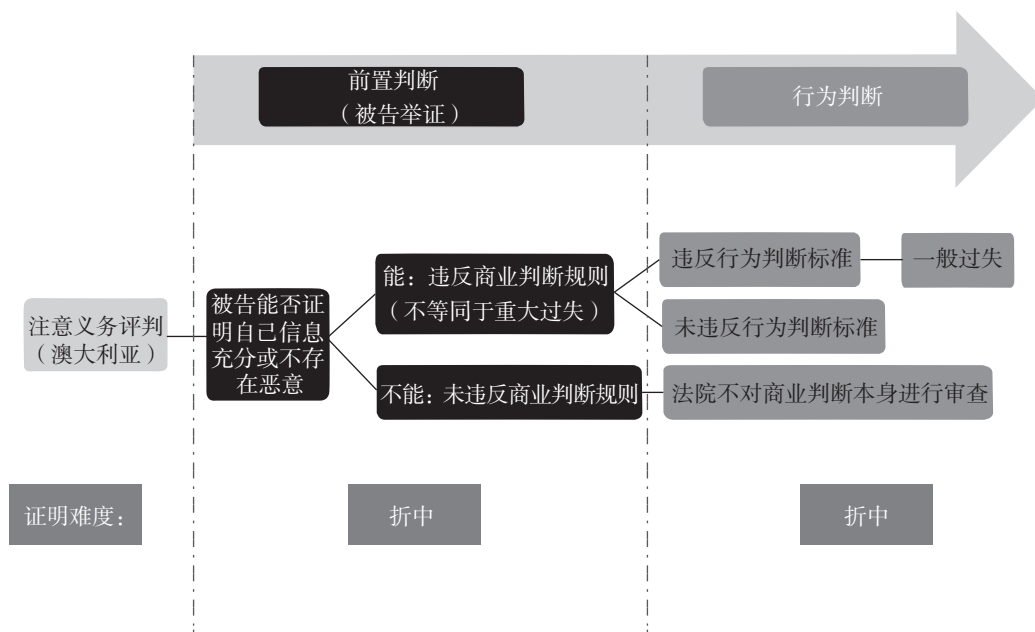 前置判断
（被告举证）
行为判断
注意义务评判
（澳大利亚）
被告能否证
明自己信息
充分或不存
在恶意
能：违反商业判断规则
（不等同于重大过失）
不能：未违反商业判断规则
违反行为判断标准
一般过失
未违反行为判断标准
法院不对商业判断本身进行审查
证明难度：
折中
折中